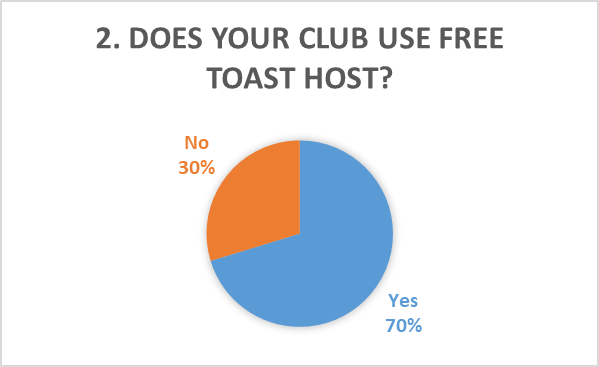 2. DOES YOUR CLUB USE FREE
TOAST HOST?
No
30%
Yes
70%